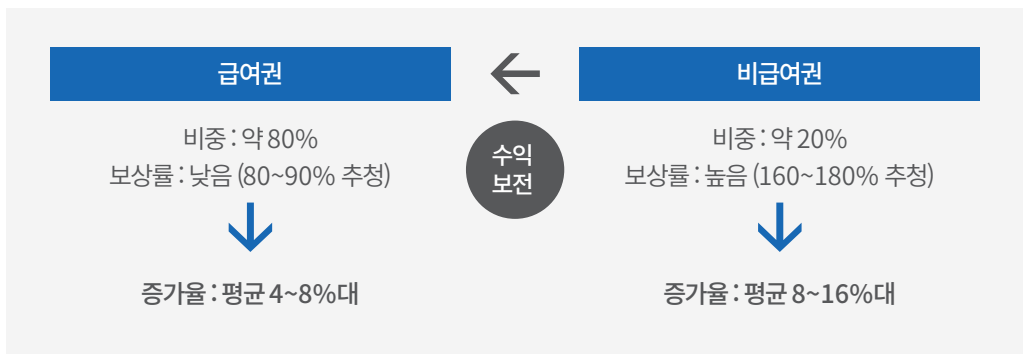 급여권
비중 : 약 80%
보상률 : 낮음 (80~90% 추청)
증가율 : 평균 4~8%대
수익
보전
비급여권
비중 : 약 20%
보상률 : 높음 (160~180% 추청)
증가율 : 평균 8~16%대